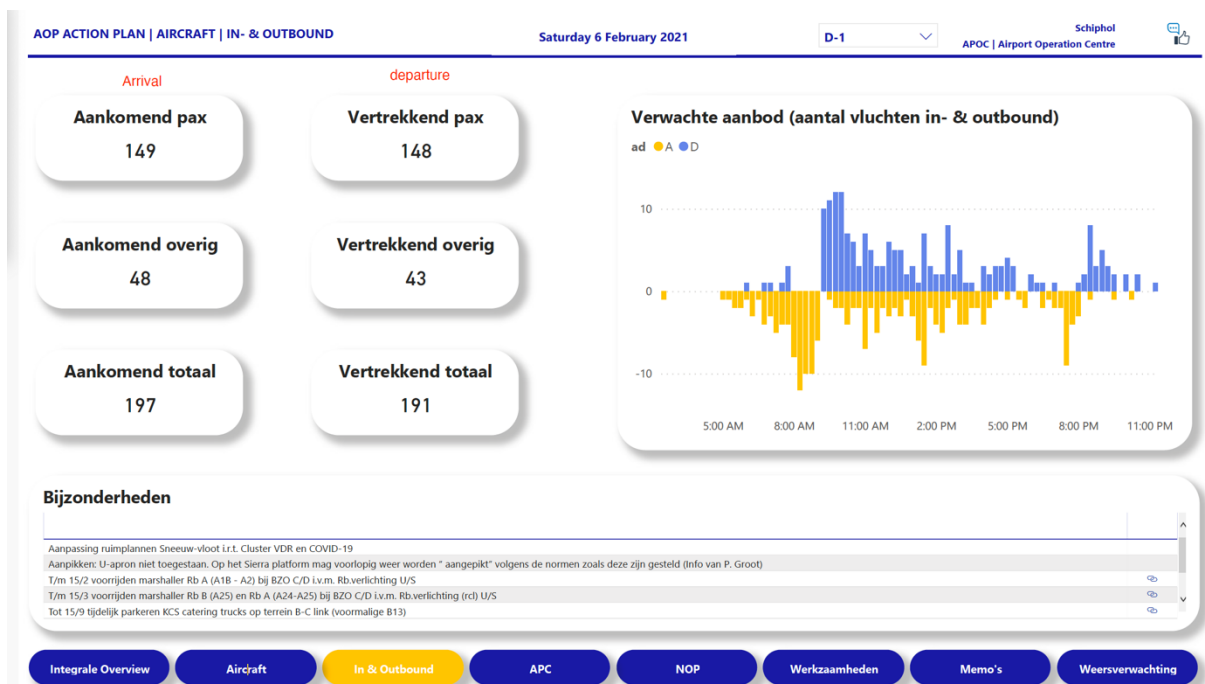 AOP ACTION PLAN | AIRCRAFT | IN- & OUTBOUND
Saturday 6 February 2021
D-1
Schiphol
APOC | Airport Operation Centre
Arrival
departure
Aankomend pax
149
Vertrekkend pax
148
Aankomend overig
48
Vertrekkend overig
43
Aankomend totaal
197
Vertrekkend totaal
191
Verwachte aanbod (aantal vluchten in- & outbound)
ad A D
10
0
-10
5:00 AM 8:00 AM 11:00 AM 2:00 PM 5:00 PM 8:00 PM 11:00 PM
Bijzonderheden
Aanpassing ruimplannen Sneeuw-vloot i.r.t. Cluster VDR en COVID-19
Aanpikken: U-apron niet toegestaan. Op het Sierra platform mag voorlopig weer worden " aangepikt" volgens de normen zoals deze zijn gesteld (Info van P. Groot)
T/m 15/2 voorrijden marshaller Rb A (A1B - A2) bij BZO C/D i.v.m. Rb.verlichting U/S
T/m 15/3 voorrijden marshaller Rb B (A25) en Rb A (A24-A25) bij BZO C/D i.v.m. Rb.verlichting (rcl) U/S
Tot 15/9 tijdelijk parkeren KCS catering trucks op terrein B-C link (voormalige B13)
Integrale Overview
Aircraft
In & Outbound
APC
NOP
Werkzaamheden
Memo's
Weersverwachting